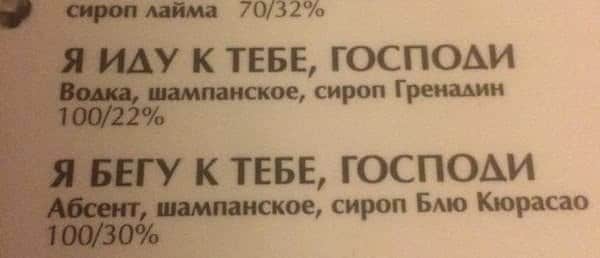 сироп лайма 70/32%
Я ИДУ К ТЕБЕ, ГОСПОДИ
Водка, шампанское, сироп Гренадин
100/22%
Я БЕГУ К ТЕБЕ, ГОСПОДИ
Абсент, шампанское, сироп Блю Кюрасао
100/30%